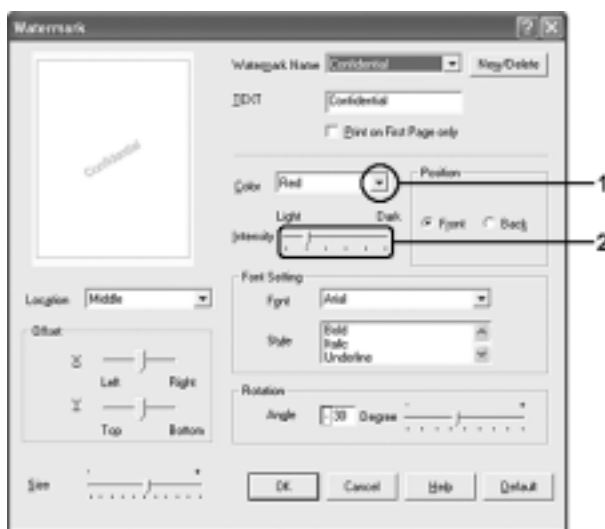 Watermark
Watermark Name Confidential New/Delete
TEXT Confidential
Print on First Page only
Confidential
Color Red
Position
1
Light Dark
Intensity
Front Back
2
Font Setting
Location Middle
Font Arial
Offset
Style Bold
Italic
Underline
X
Left Right
Y
Top Bottom
Rotation
Angle -30 Degree - +
Size - +
OK Cancel Help Default